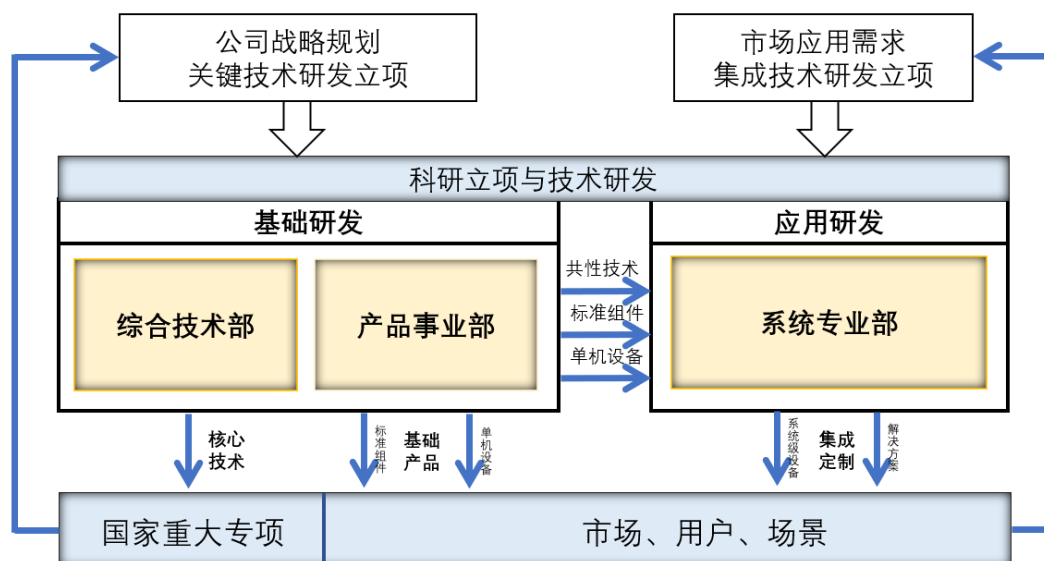 公司战略规划
关键技术研发立项
市场应用需求
集成技术研发立项
科研立项与技术研发
基础研发
应用研发
综合技术部
产品事业部
共性技术
标准组件
单机设备
系统专业部
核心
技术
标准组件
基础
产品
单机设备
系统级设备
集成
定制
解决方案
国家重大专项
市场、用户、场景